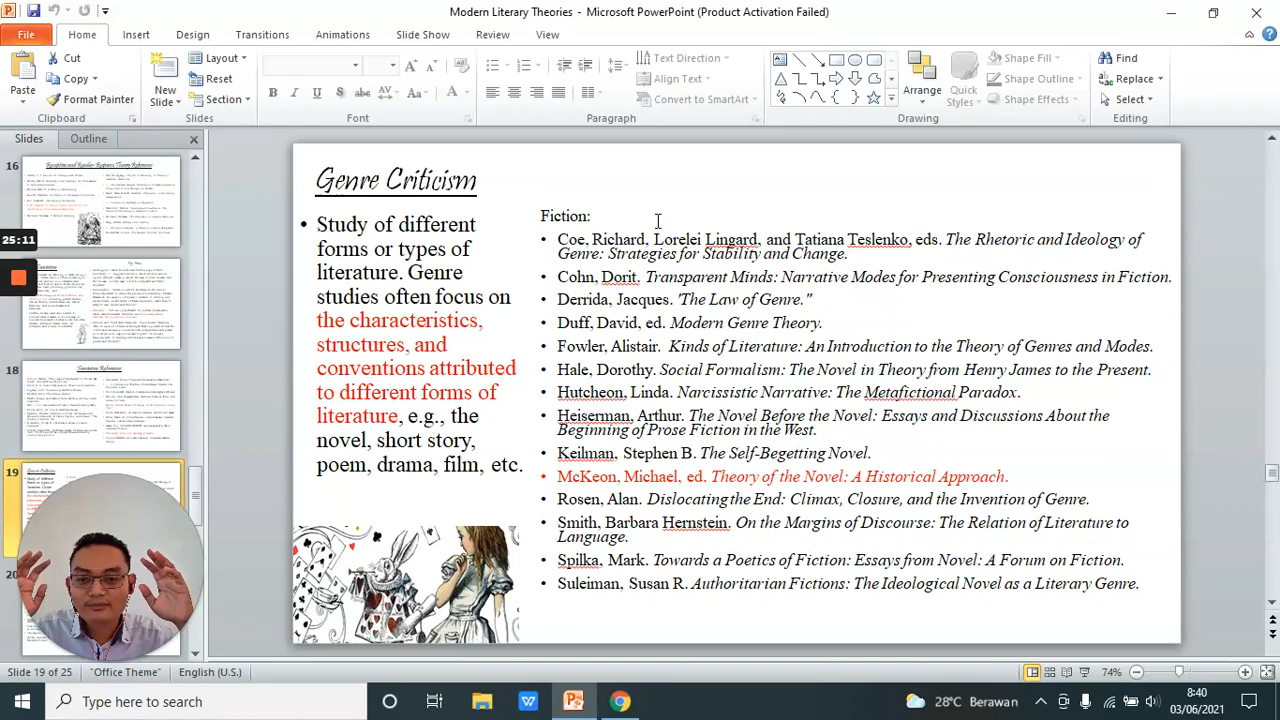 Modern Literary Theories - Microsoft PowerPoint (Product Activation Failed)
File Home Insert Design Transitions Animations Slide Show Review View
Paste
Cut
Copy
Format Painter
Clipboard
New
Slide
Layout
Reset
Section
Slides
B I U S abc AV Aa A
Font
Text Direction
Align Text
Convert to SmartArt
Paragraph
Arrange
Quick
Styles
Shape Fill
Shape Outline
Shape Effects
Drawing
Find
Replace
Select
Editing
Slides Outline
16
Reception and Reader-Response Theory References
25:11
18
19
Genre Criticism
20
Genre Criticism
• Study of different
forms or types of
literature. Genre
studies often focus on
the characteristics,
structures, and
conventions attributed
to different forms of
literature, e.g., the
novel, short story,
poem, drama, film, etc.
Fiction:
• Coe, Richard, Lorelei Lingard, and Tatiana Teslenko, eds. The Rhetoric and Ideology of
Genre: Strategies for Stability and Change.
• Cohn, Dorrit. Transparent Minds: Narrative Modes for Presenting Consciousness in Fiction
• Derrida, Jacques. "The Law of Genre."
• David, ed. Modern Genre Theory.
• Fowler, Alistair. Kinds of Literature: An Introduction to the Theory of Genres and Modes.
• Hale, Dorothy. Social Formalism: The Novel in Theory from Henry James to the Present.
• Hutcheon, Linda. Narcissistic Narrative: The Metafictional Paradox.
• Heiserman, Arthur. The Novel Before the Novel: Essays and Discussions About the
Beginning of Prose Fiction in the West.
• Kellman, Stephen B. The Self-Begetting Novel.
• McKeon, Michael, ed. Theory of the Novel: A Historical Approach.
• Rosen, Alan. Dislocating the End: Climax, Closure, and the Invention of Genre.
• Smith, Barbara Hernstein. On the Margins of Discourse: The Relation of Literature to
Language.
• Spilka, Mark. Towards a Poetics of Fiction: Essays from Novel: A Forum on Fiction.
• Suleiman, Susan R. Authoritarian Fictions: The Ideological Novel as a Literary Genre.
Slide 19 of 25 "Office Theme" English (U.S.) 74%
Type here to search
28°C Berawan
8:40
03/06/2021